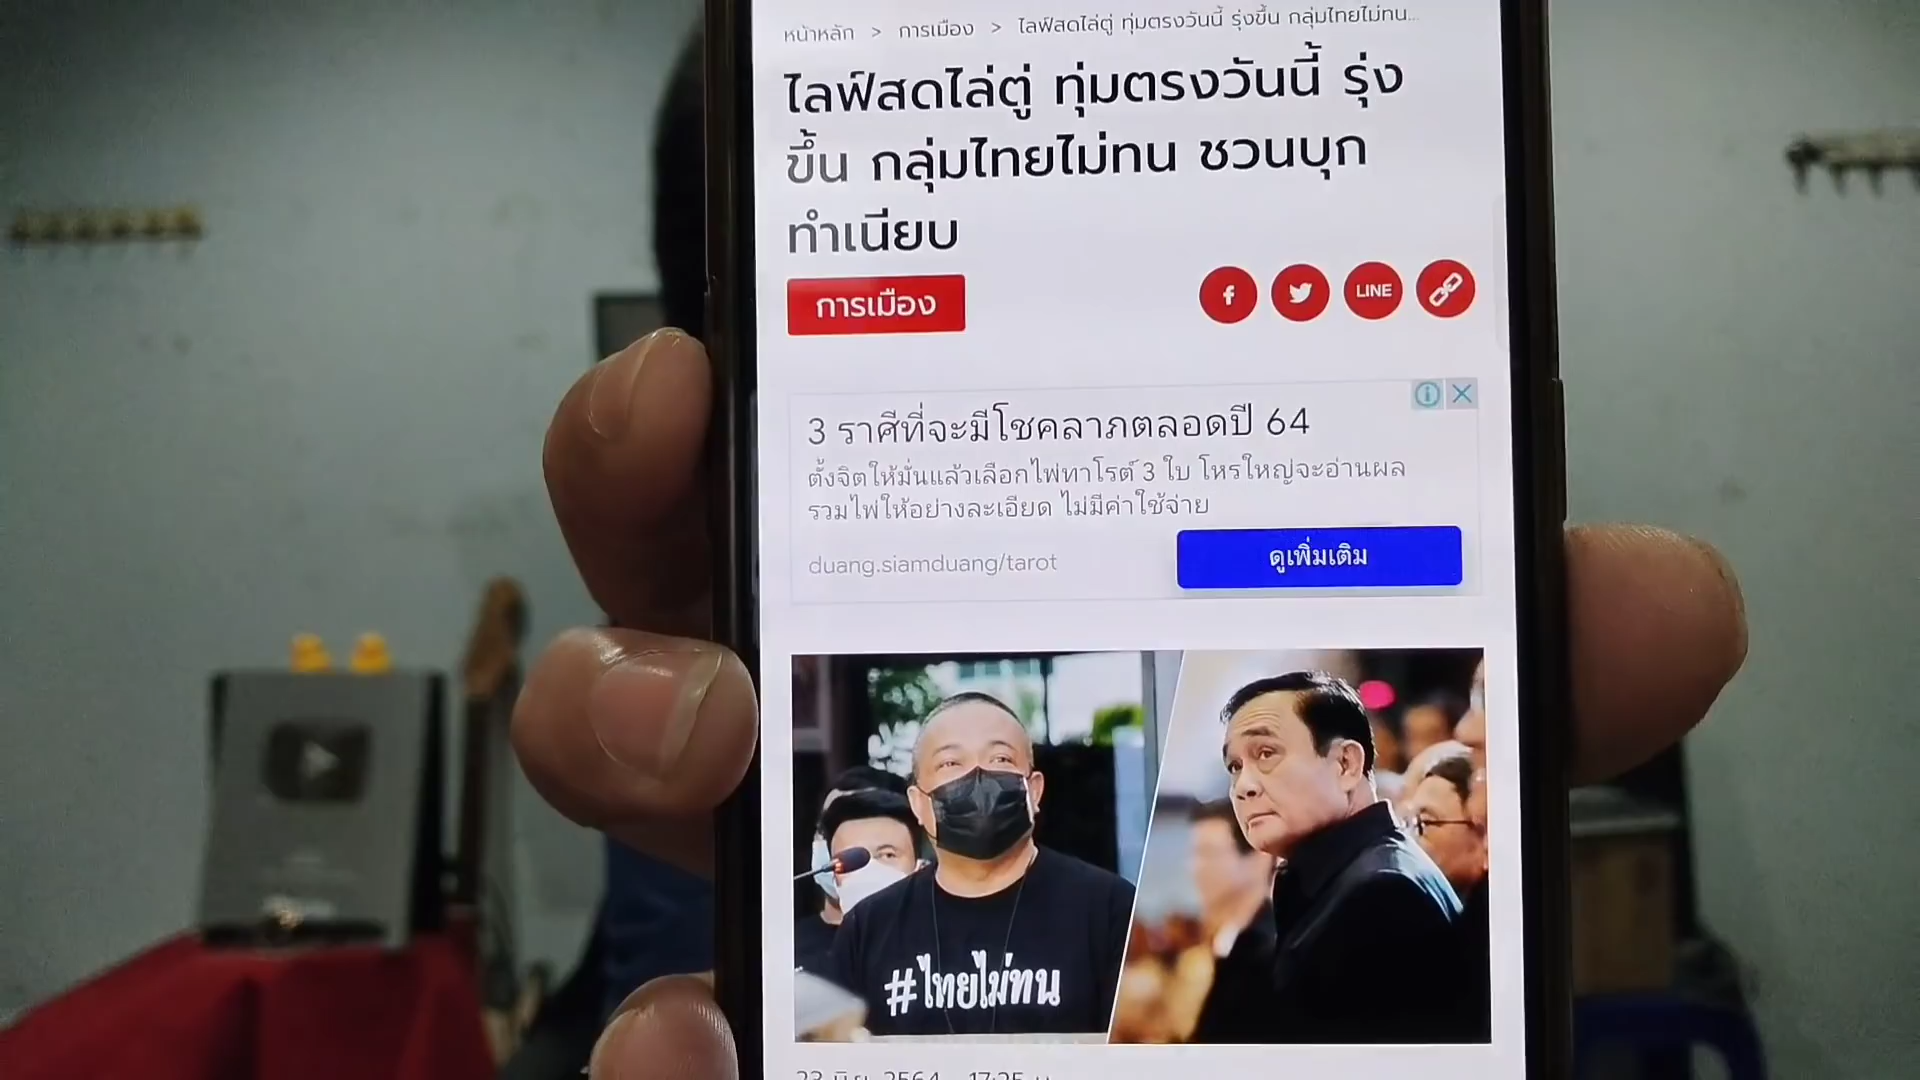 หน้าหลัก > การเมือง > ไลฟ์สดไล่ตู่ ทุ่มตรงวันนี้ รุ่งขึ้น กลุ่มไทยไม่ทน...
ไลฟ์สดไล่ตู่ ทุ่มตรงวันนี้ รุ่ง
ขึ้น กลุ่มไทยไม่ทน ชวนบุก
ทำเนียบ
การเมือง
LINE
3 ราศีที่จะมีโชคลาภตลอดปี 64
ตั้งจิตให้มั่นแล้วเลือกไพ่ทาโรต์ 3 ใบ โหรใหญ่จะอ่านผล
รวมไพ่ให้อย่างละเอียด ไม่มีค่าใช้จ่าย
duang.siamduang/tarot
ดูเพิ่มเติม
#ไทยไม่ทน
23 มิ.ย. 2564 17:25 น.